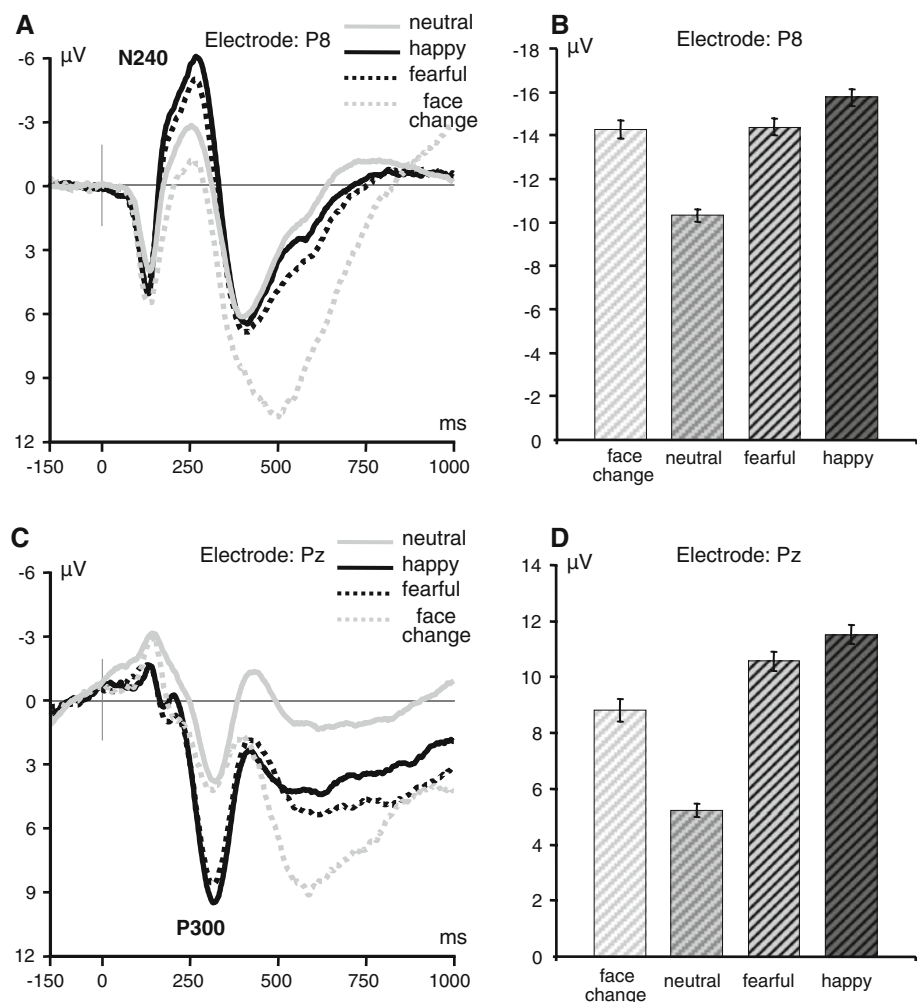 A
Electrode: P8
µV
N240
neutral
happy
fearful
face
change
-6
-3
0
3
6
9
12
ms
-150 0 250 500 750 1000
B
Electrode: P8
µV
-18
-16
-14
-12
-10
-8
-6
-4
-2
0
face
change
neutral fearful happy
C
Electrode: Pz
µV
neutral
happy
fearful
face
change
-6
-3
0
3
6
9
12
P300
ms
-150 0 250 500 750 1000
D
Electrode: Pz
µV
14
12
10
8
6
4
2
0
face
change
neutral fearful happy